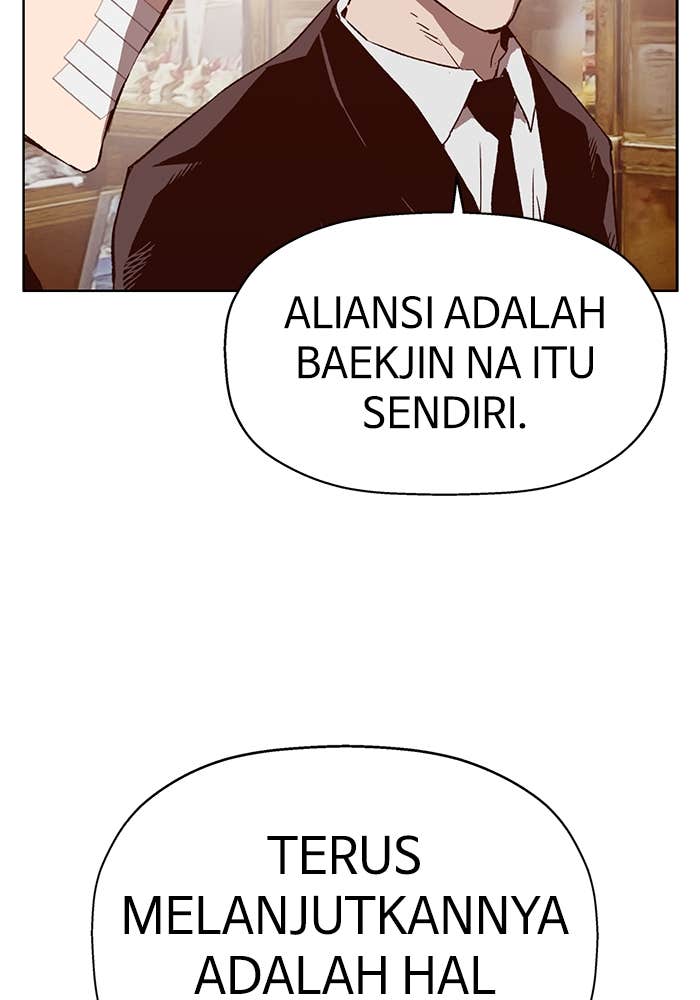 ALIANSI ADALAH
BAEKJIN NA ITU
SENDIRI.
TERUS
MELANJUTKANNYA
ADALAH HAL